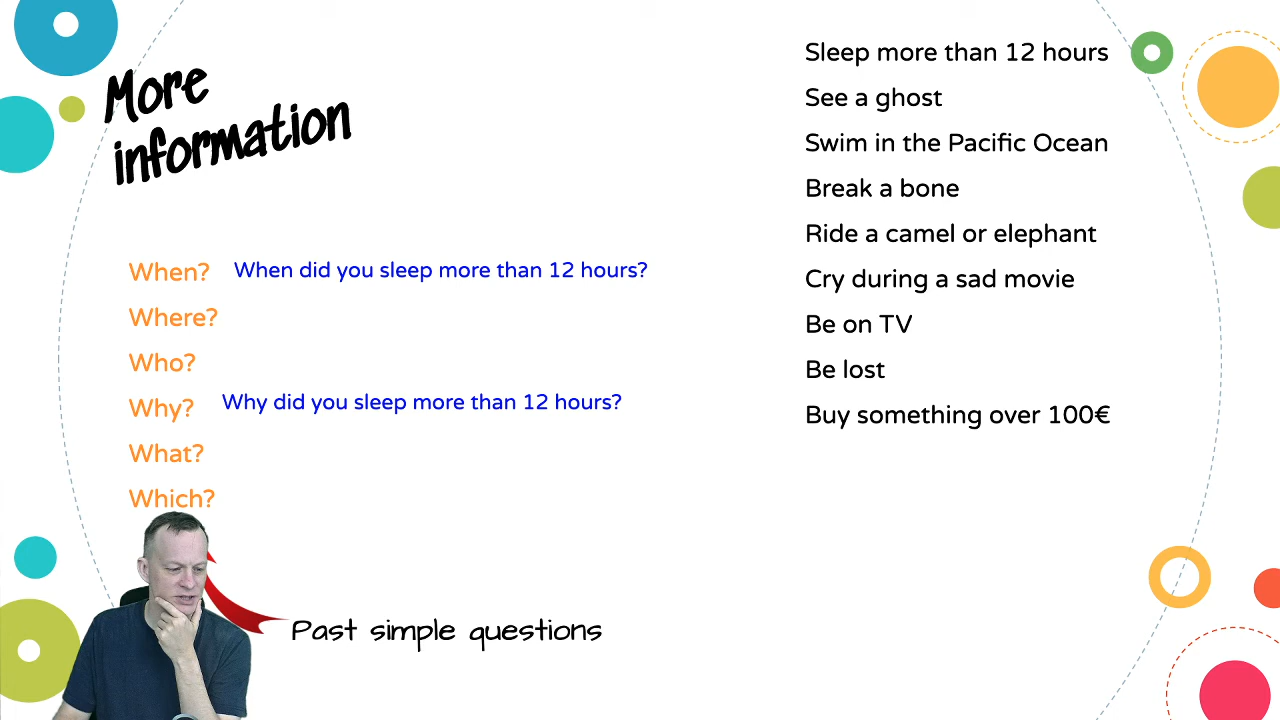 More
information
When? When did you sleep more than 12 hours?
Where?
Who?
Why? Why did you sleep more than 12 hours?
What?
Which?
Past simple questions
Sleep more than 12 hours
See a ghost
Swim in the Pacific Ocean
Break a bone
Ride a camel or elephant
Cry during a sad movie
Be on TV
Be lost
Buy something over 100€